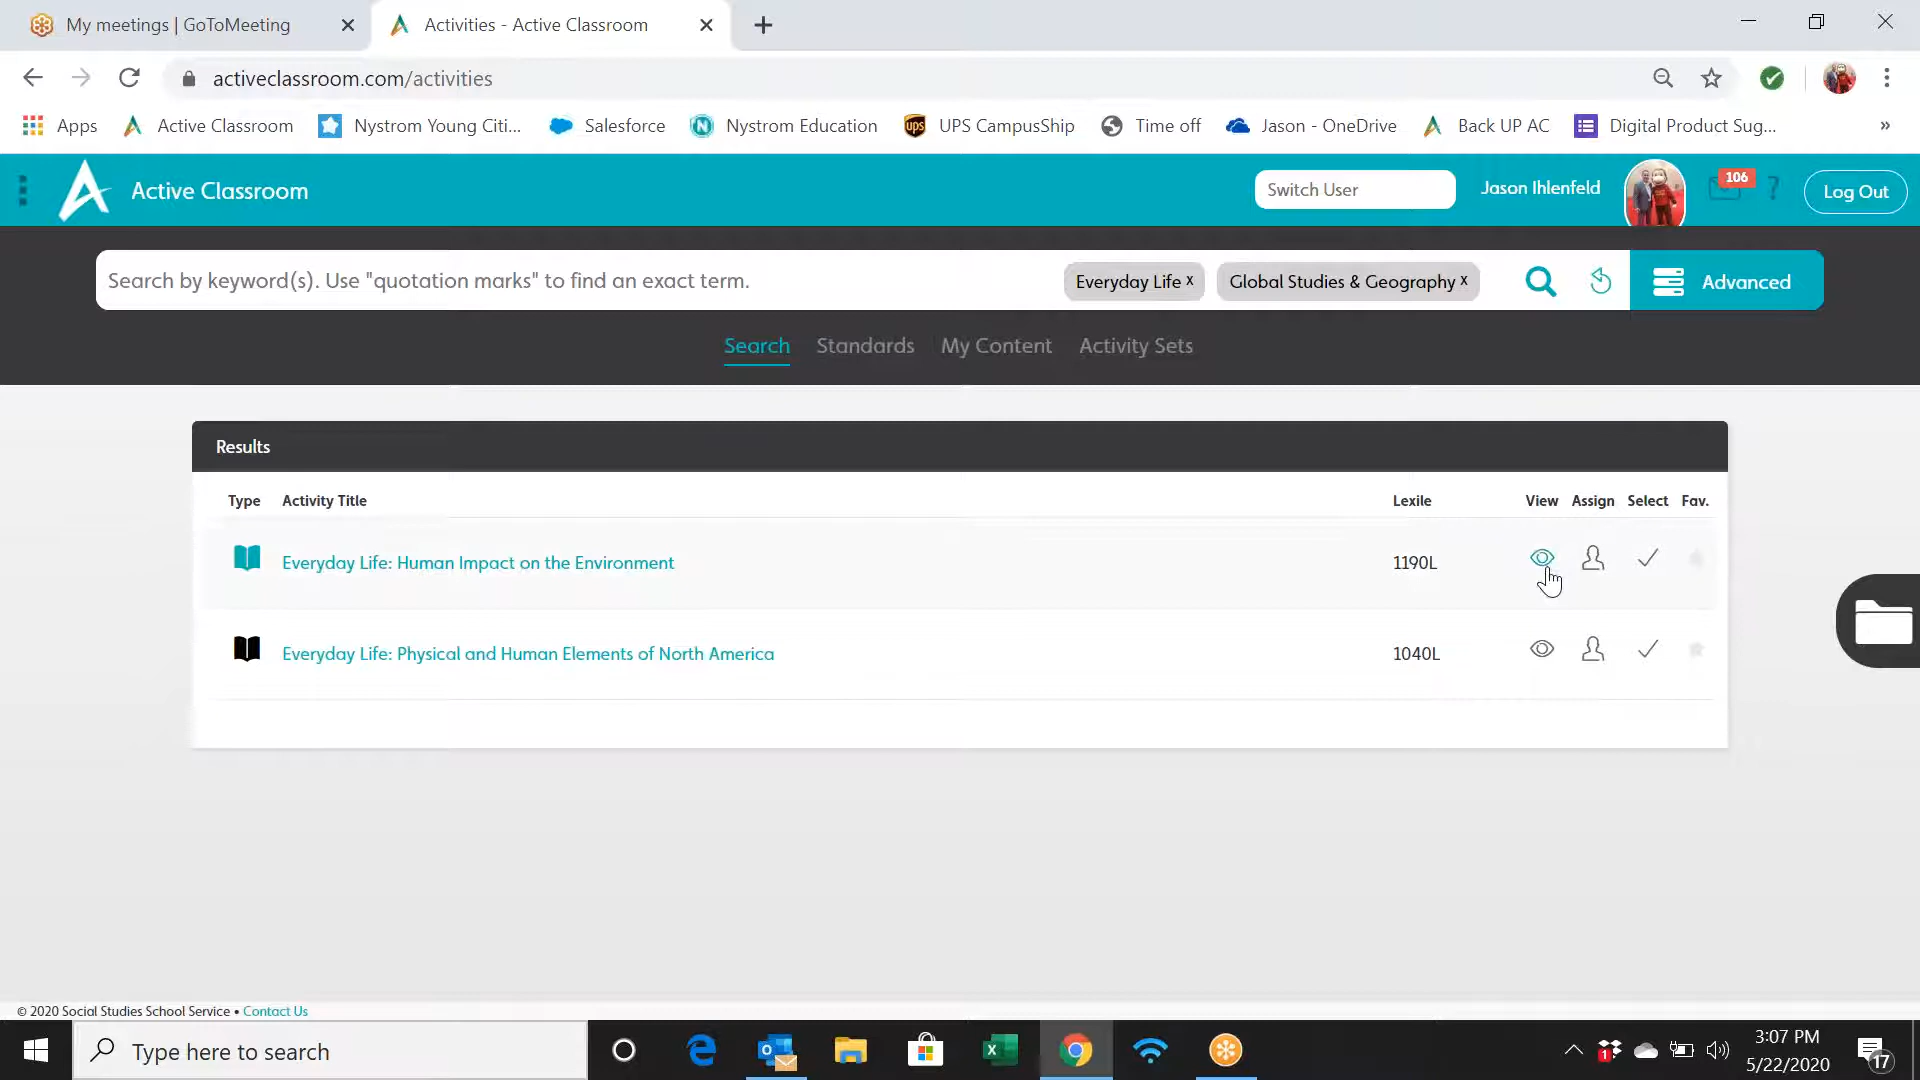 My meetings | GoToMeeting
Activities - Active Classroom
activeclassroom.com/activities
Apps
Active Classroom
Nystrom Young Citi...
Salesforce
Nystrom Education
ups
UPS CampusShip
Time off
Jason - OneDrive
Back UP AC
Digital Product Sug...
»
Active Classroom
Switch User
Jason Ihlenfeld
106
?
Log Out
Search by keyword(s). Use "quotation marks" to find an exact term.
Everyday Life x
Global Studies & Geography x
Advanced
Search
Standards
My Content
Activity Sets
Results
Type Activity Title Lexile View Assign Select Fav.
Everyday Life: Human Impact on the Environment 1190L
Everyday Life: Physical and Human Elements of North America 1040L
© 2020 Social Studies School Service • Contact Us
Type here to search
1
3:07 PM
5/22/2020
17